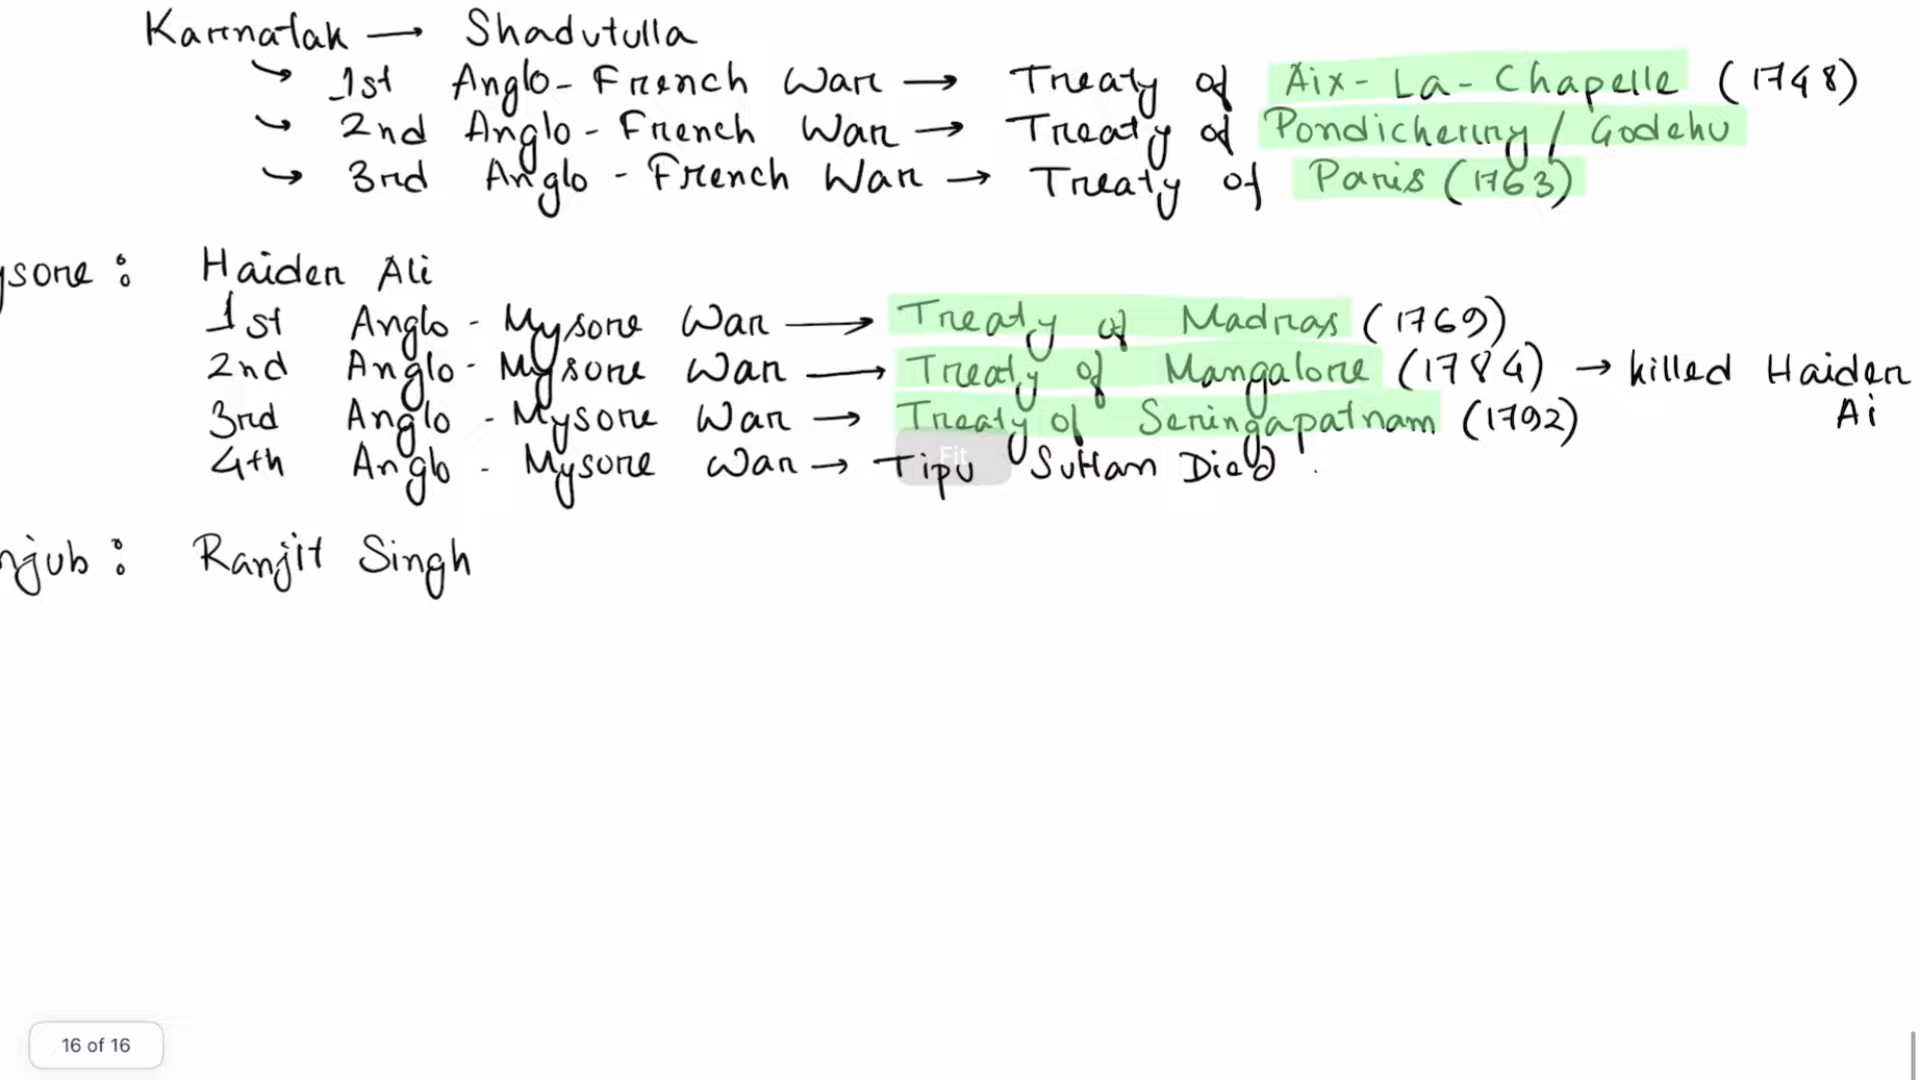 Karnatak → Shadutulla
↳ 1st Anglo-French War → Treaty of Aix-La-Chapelle (1748)
↳ 2nd Anglo-French War → Treaty of Pondicherry / Godehu
↳ 3rd Anglo-French War → Treaty of Paris (1763)
ysore: Haider Ali
1st Anglo-Mysore War → Treaty of Madras (1769)
2nd Anglo-Mysore War → Treaty of Mangalore (1784) → killed Haider Ai
3rd Anglo-Mysore War → Treaty of Seringapatnam (1792)
4th Anglo-Mysore War → Tipu Sultan Died.
Fit
njub: Ranjit Singh
16 of 16